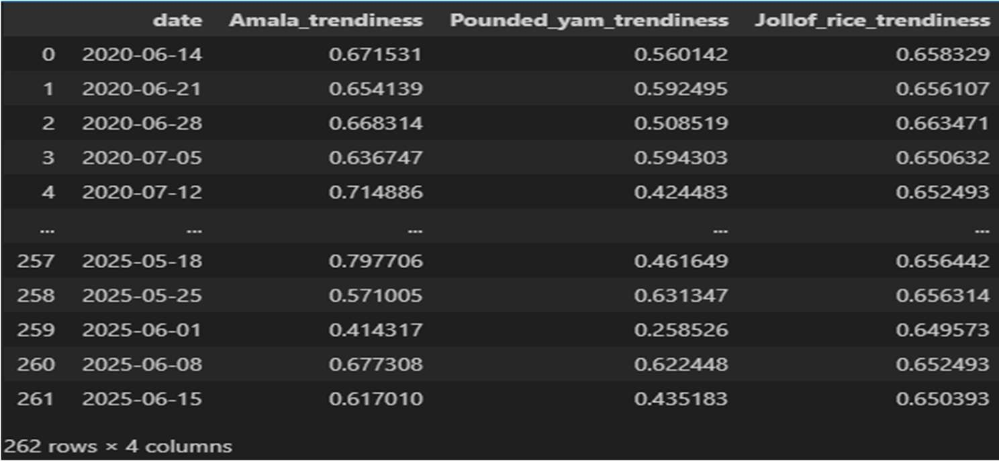 date Amala_trendiness Pounded_yam_trendiness Jollof_rice_trendiness
0 2020-06-14 0.671531 0.560142 0.658329
1 2020-06-21 0.654139 0.592495 0.656107
2 2020-06-28 0.668314 0.508519 0.663471
3 2020-07-05 0.636747 0.594303 0.650632
4 2020-07-12 0.714886 0.424483 0.652493
... ... ... ... ...
257 2025-05-18 0.797706 0.461649 0.656442
258 2025-05-25 0.571005 0.631347 0.656314
259 2025-06-01 0.414317 0.258526 0.649573
260 2025-06-08 0.677308 0.622448 0.652493
261 2025-06-15 0.617010 0.435183 0.650393
262 rows × 4 columns